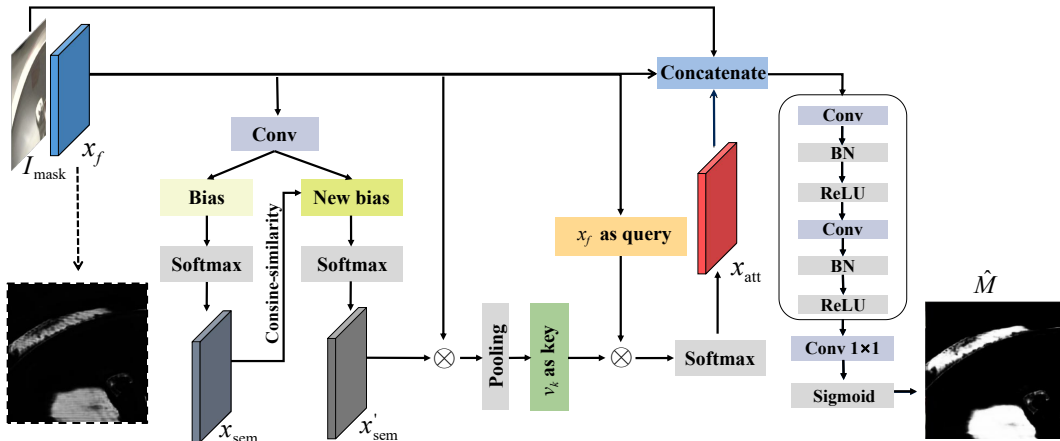 Concatenate
I_mask
x_f
Conv
Bias
New bias
Consine-similarity
Softmax
Softmax
x_sem
x'_sem
Pooling
v_k as key
x_f as query
Softmax
x_att
Conv
BN
ReLU
Conv
BN
ReLU
Conv 1×1
Sigmoid
M̂